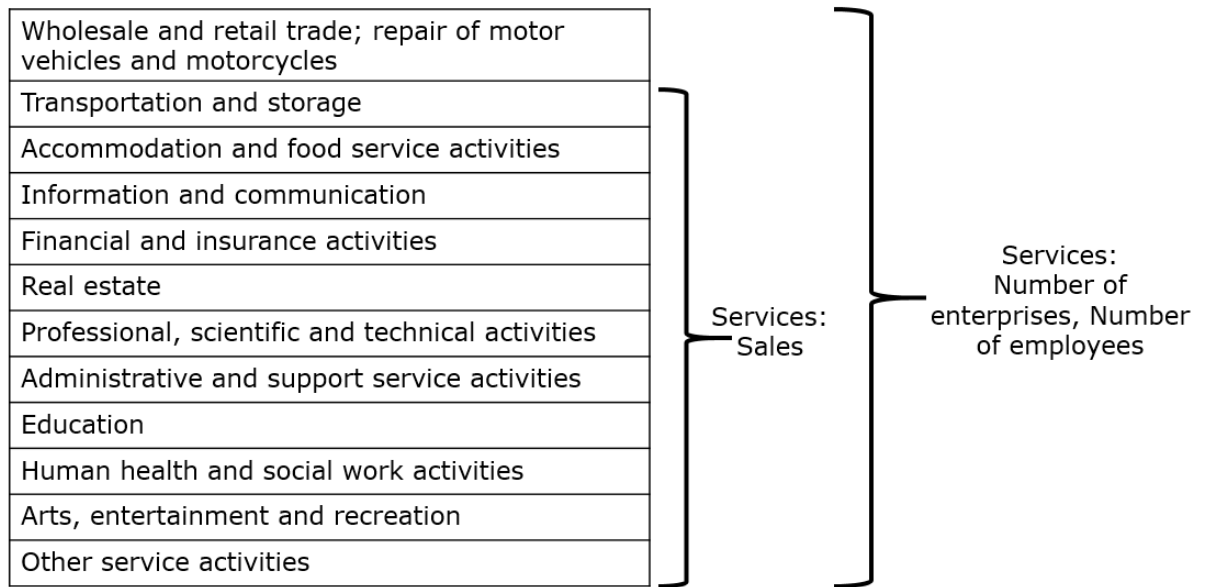 Wholesale and retail trade; repair of motor
vehicles and motorcycles
Transportation and storage
Accommodation and food service activities
Information and communication
Financial and insurance activities
Real estate
Professional, scientific and technical activities
Administrative and support service activities
Education
Human health and social work activities
Arts, entertainment and recreation
Other service activities
Services:
Sales
Services:
Number of
enterprises, Number
of employees